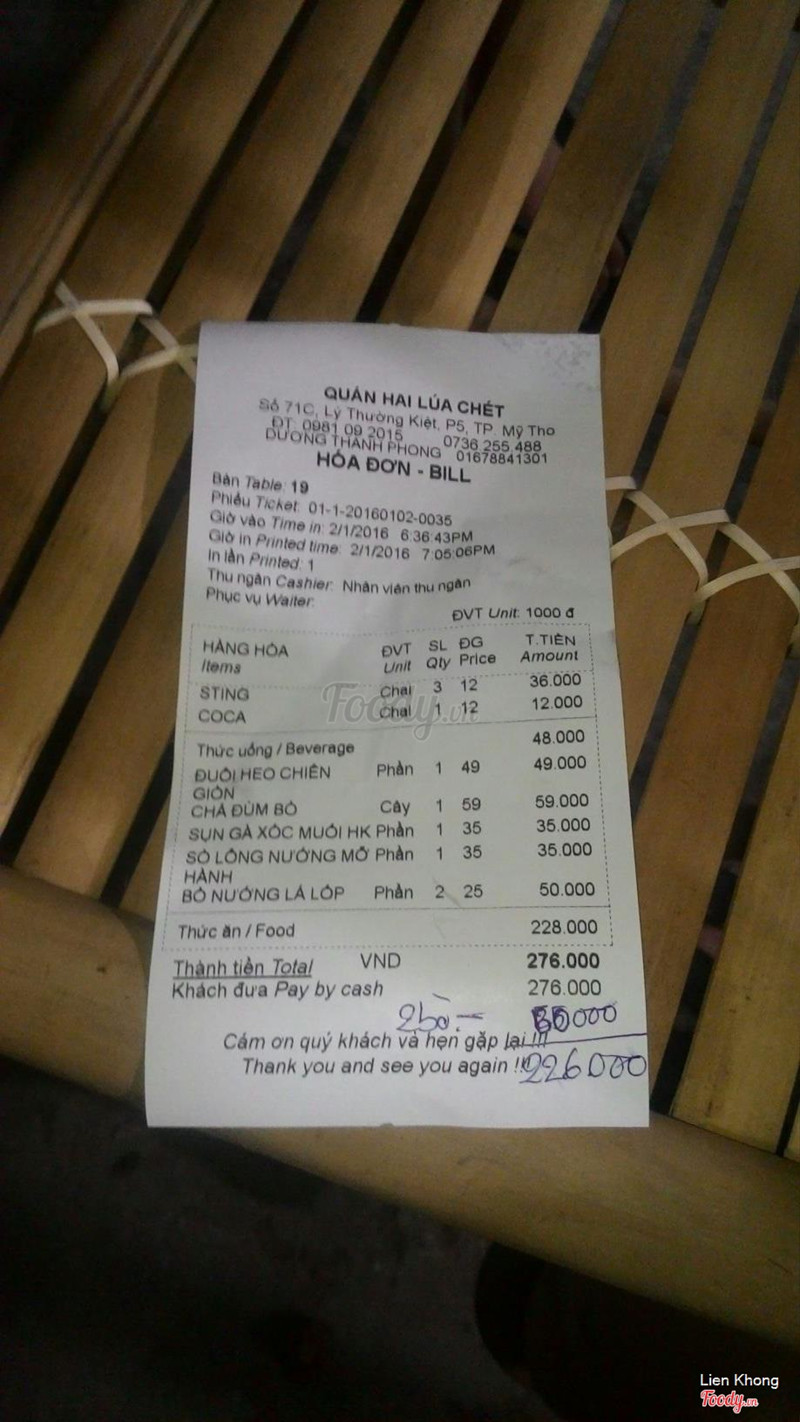 QUÁN HAI LÚA CHÉT
Số 71C, Lý Thường Kiệt, P5, TP. Mỹ Tho
ĐT: 0981 09 2015 0736 255 488
DƯƠNG THANH PHONG 01678841301
HÓA ĐƠN - BILL
Bàn Table: 19
Phiếu Ticket: 01-1-20160102-0035
Giờ vào Time in: 2/1/2016 6:36:43PM
Giờ in Printed time: 2/1/2016 7:05:06PM
In lần Printed: 1
Thu ngân Cashier: Nhân viên thu ngân
Phục vụ Waiter:
ĐVT Unit: 1000 đ
HÀNG HÓA ĐVT SL ĐG T.TIỀN
Items Unit Qty Price Amount
STING Chai 3 12 36.000
COCA Chai 1 12 12.000
Thức uống / Beverage 48.000
ĐUÔI HEO CHIÊN Phần 1 49 49.000
GIÒN
CHẢ ĐÙM BÒ Cây 1 59 59.000
SỤN GÀ XÓC MUỐI HK Phần 1 35 35.000
SÒ LÔNG NƯỚNG MỠ Phần 1 35 35.000
HÀNH
BÒ NƯỚNG LÁ LỐP Phần 2 25 50.000
Thức ăn / Food 228.000
Thành tiền Total VND 276.000
Khách đưa Pay by cash 276.000
Cám ơn quý khách và hẹn gặp lại !!!
Thank you and see you again !!!
226000
Foody.vn
Lien Khong
Foody.vn